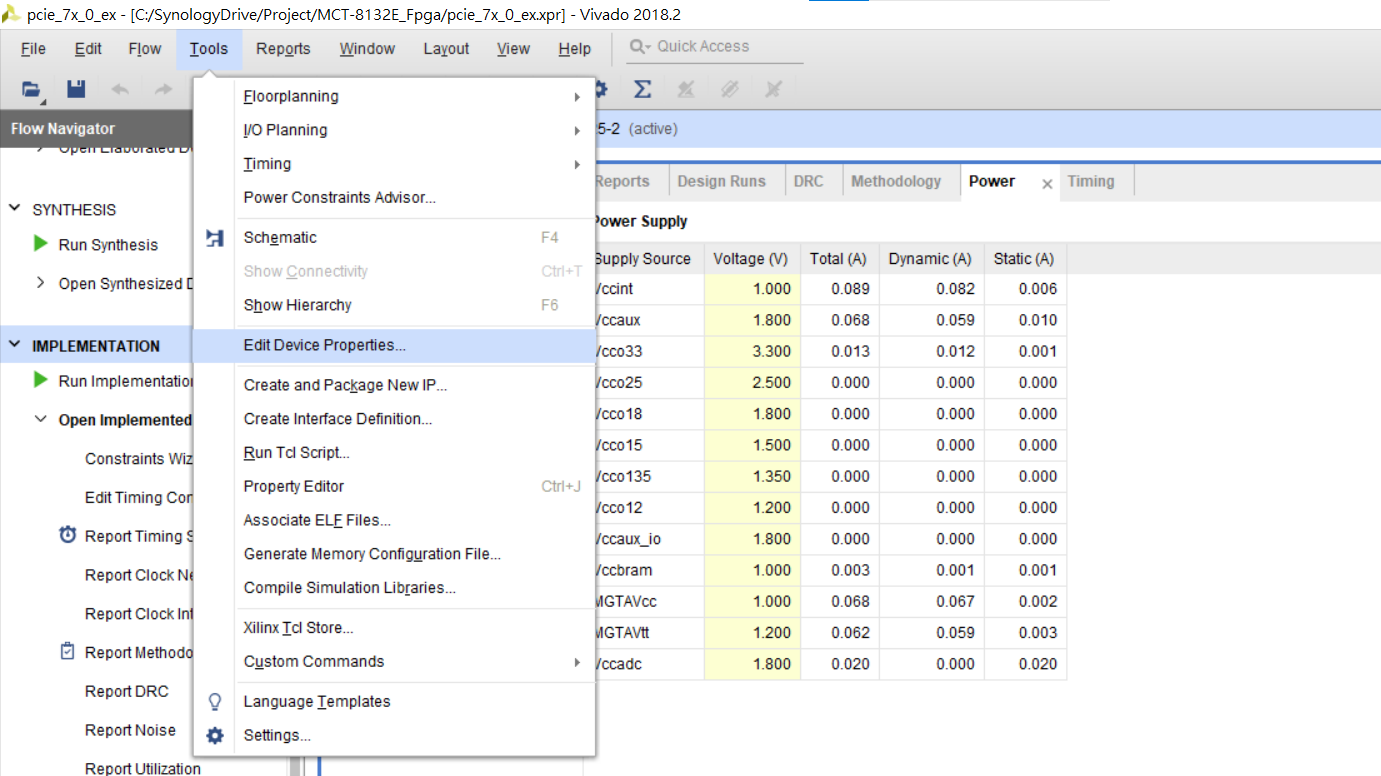 pcie_7x_0_ex - [C:/SynologyDrive/Project/MCT-8132E_Fpga/pcie_7x_0_ex.xpr] - Vivado 2018.2
File Edit Flow Tools Reports Window Layout View Help Quick Access
Flow Navigator
5-2 (active)
Open Elaborated D
SYNTHESIS
Run Synthesis
Open Synthesized D
IMPLEMENTATION
Run Implementation
Open Implemented
Constraints Wiz
Edit Timing Con
Report Timing S
Report Clock Ne
Report Clock Int
Report Methodo
Report DRC
Report Noise
Report Utilization
Floorplanning
I/O Planning
Timing
Power Constraints Advisor...
Schematic F4
Show Connectivity Ctrl+T
Show Hierarchy F6
Edit Device Properties...
Create and Package New IP...
Create Interface Definition...
Run Tcl Script...
Property Editor Ctrl+J
Associate ELF Files...
Generate Memory Configuration File...
Compile Simulation Libraries...
Xilinx Tcl Store...
Custom Commands
Language Templates
Settings...
Reports Design Runs DRC Methodology Power Timing
Power Supply
Supply Source Voltage (V) Total (A) Dynamic (A) Static (A)
Vccint 1.000 0.089 0.082 0.006
Vccaux 1.800 0.068 0.059 0.010
Vcco33 3.300 0.013 0.012 0.001
Vcco25 2.500 0.000 0.000 0.000
Vcco18 1.800 0.000 0.000 0.000
Vcco15 1.500 0.000 0.000 0.000
Vcco135 1.350 0.000 0.000 0.000
Vcco12 1.200 0.000 0.000 0.000
Vccaux_io 1.800 0.000 0.000 0.000
Vccbram 1.000 0.003 0.001 0.001
MGTAVcc 1.000 0.068 0.067 0.002
MGTAVtt 1.200 0.062 0.059 0.003
Vccadc 1.800 0.020 0.000 0.020